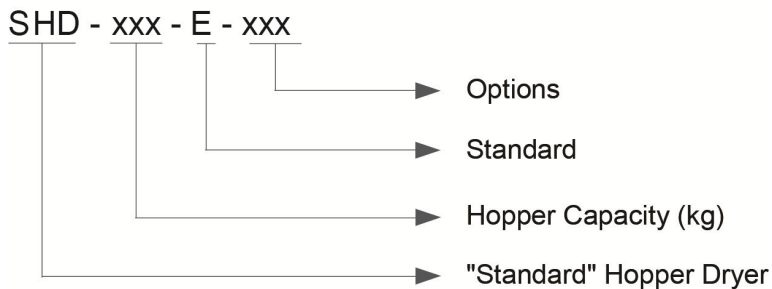 SHD - xxx - E - xxx
Options
Standard
Hopper Capacity (kg)
"Standard" Hopper Dryer